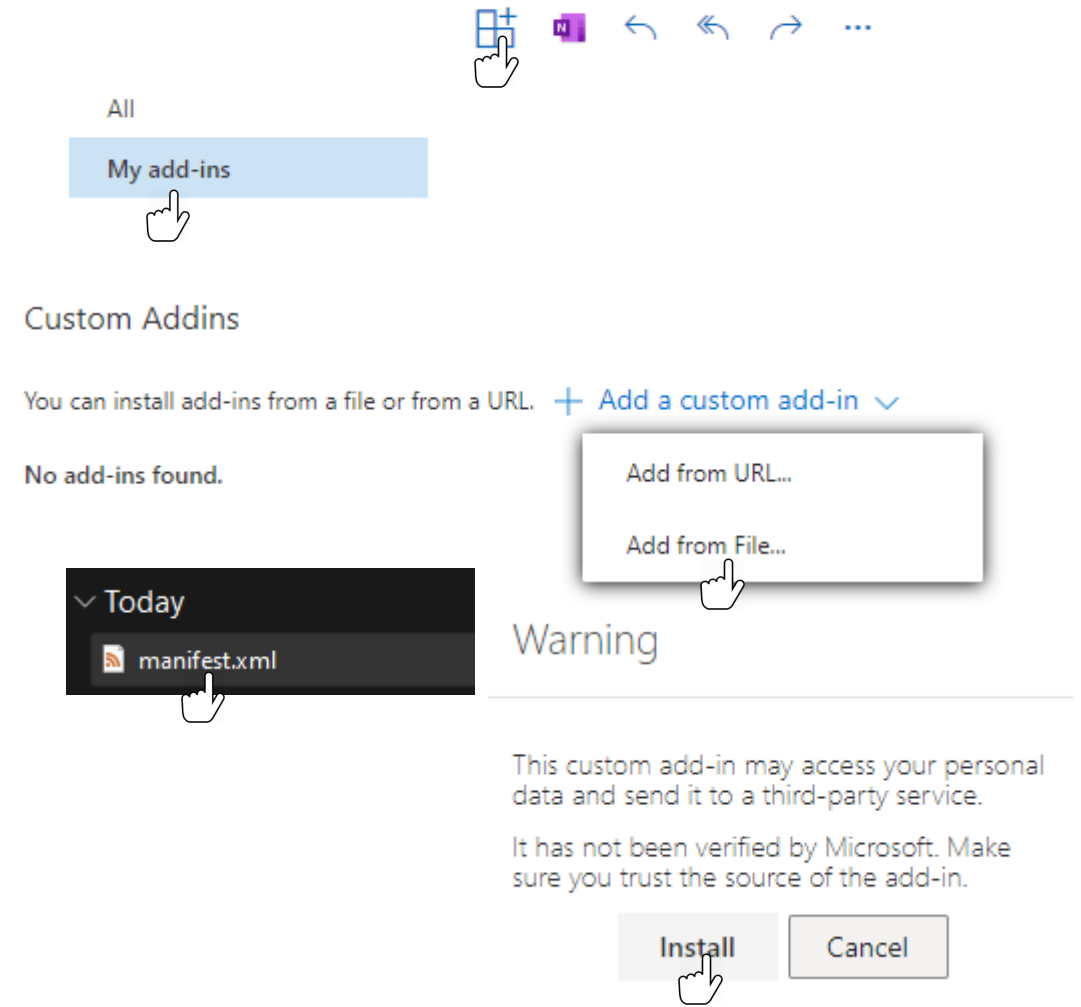 N
All
My add-ins
Custom Addins
You can install add-ins from a file or from a URL. + Add a custom add-in
Add from URL...
No add-ins found.
Add from File...
Today
manifest.xml
Warning
This custom add-in may access your personal
data and send it to a third-party service.
It has not been verified by Microsoft. Make
sure you trust the source of the add-in.
Install Cancel